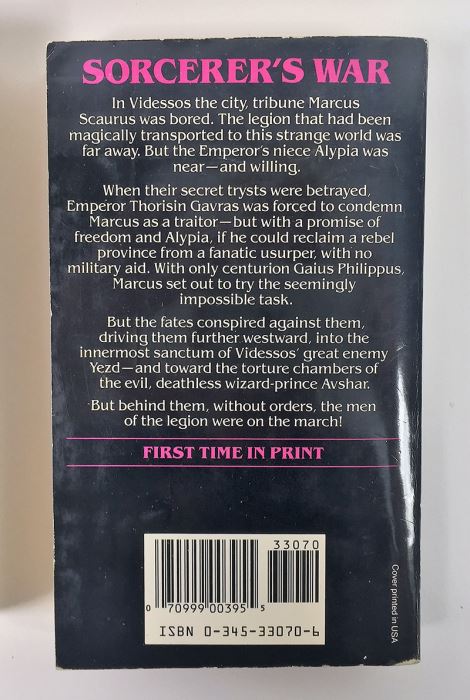 SORCERER'S WAR
In Videssos the city, tribune Marcus
Scaurus was bored. The legion that had been
magically transported to this strange world was
far away. But the Emperor's niece Alypia was
near—and willing.
When their secret trysts were betrayed,
Emperor Thorisin Gavras was forced to condemn
Marcus as a traitor—but with a promise of
freedom and Alypia, if he could reclaim a rebel
province from a fanatic usurper, with no
military aid. With only centurion Gaius Philippus,
Marcus set out to try the seemingly
impossible task.
But the fates conspired against them,
driving them further westward, into the
innermost sanctum of Videssos' great enemy
Yezd—and toward the torture chambers of
the evil, deathless wizard-prince Avshar.
But behind them, without orders, the men
of the legion were on the march!
FIRST TIME IN PRINT
33070
0 70999 00395 5
ISBN 0-345-33070-6
Cover printed in USA